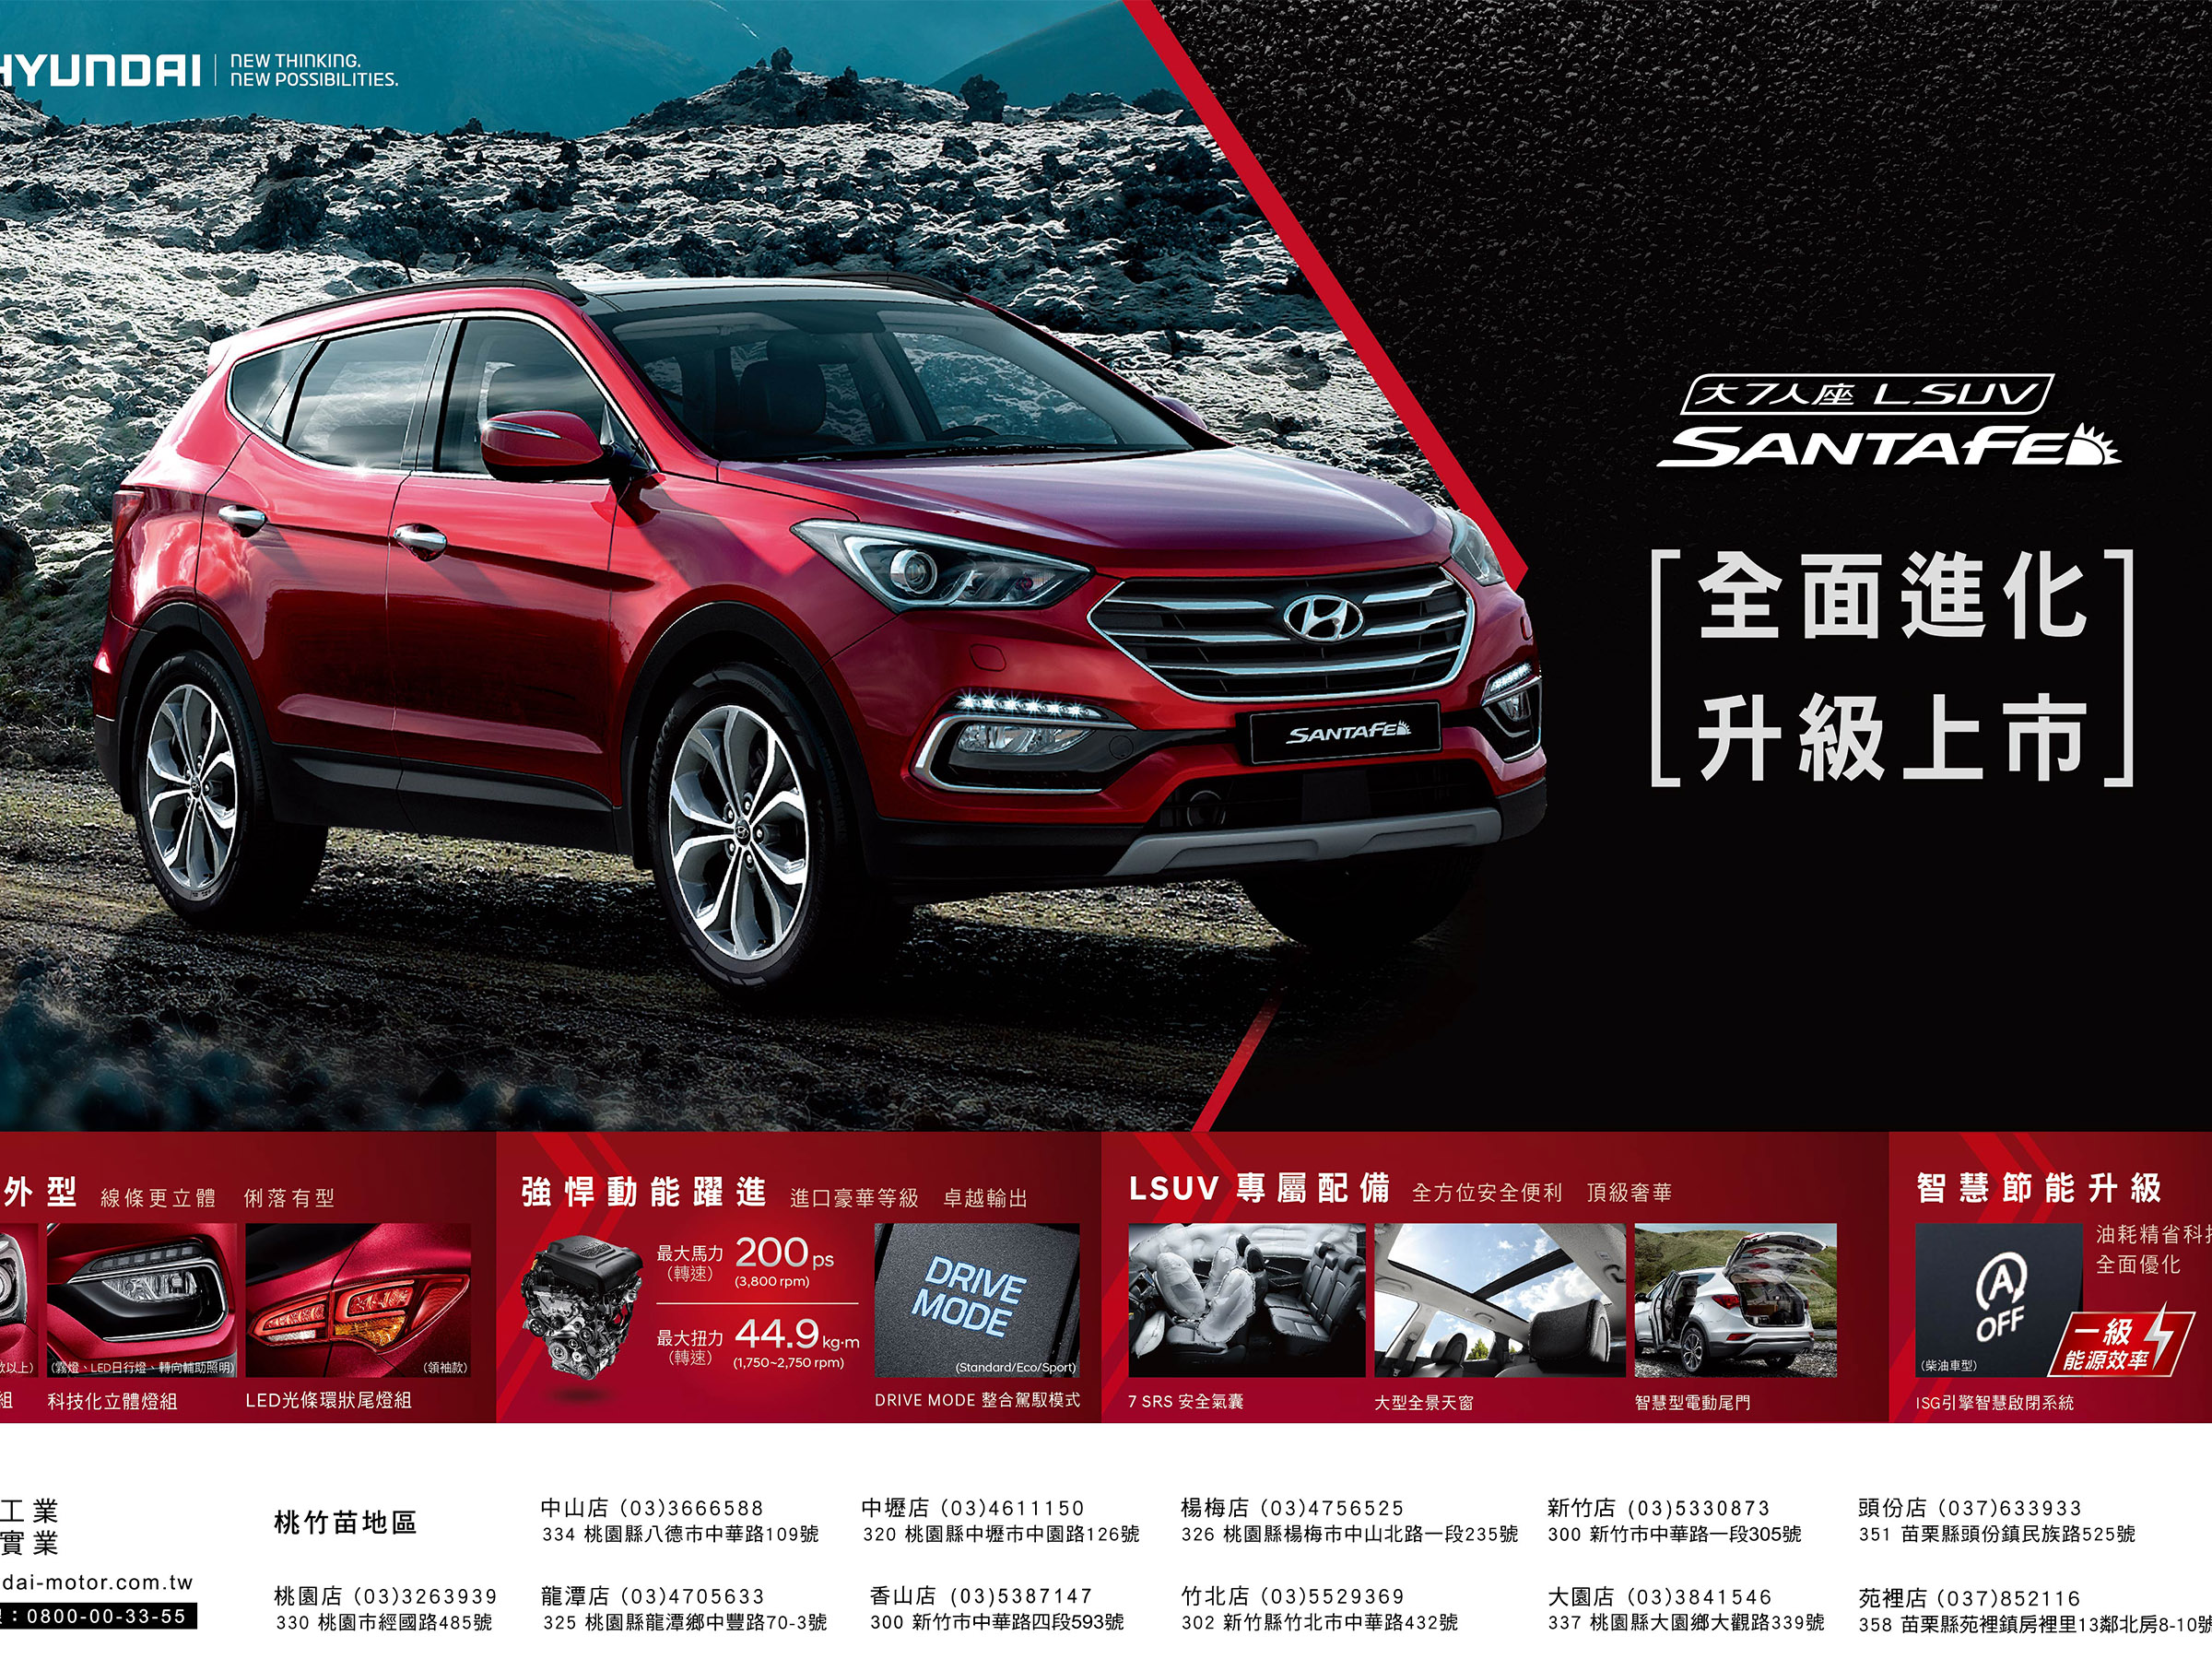 HYUNDAI
NEW THINKING.
NEW POSSIBILITIES.
大7人座 LSUV
SANTAFE
全面進化
升級上市
SANTAFE
外型 線條更立體 俐落有型
以上)
(霧燈、LED日行燈、轉向輔助照明)
(領袖款)
組
科技化立體燈組
LED光條環狀尾燈組
強悍動能躍進 進口豪華等級 卓越輸出
最大馬力
(轉速)
200 ps
(3,800 rpm)
最大扭力
(轉速)
44.9 kg·m
(1,750~2,750 rpm)
DRIVE
MODE
(Standard/Eco/Sport)
DRIVE MODE 整合駕馭模式
LSUV 專屬配備 全方位安全便利 頂級奢華
7 SRS 安全氣囊
大型全景天窗
智慧型電動尾門
智慧節能升級
油耗精省科技
全面優化
A
OFF
(柴油車型)
一級
能源效率
ISG引擎智慧啟閉系統
工業
實業
dai-motor.com.tw
：0800-00-33-55
桃竹苗地區
桃園店 (03)3263939
330 桃園市經國路485號
中山店 (03)3666588
334 桃園縣八德市中華路109號
龍潭店 (03)4705633
325 桃園縣龍潭鄉中豐路70-3號
中壢店 (03)4611150
320 桃園縣中壢市中園路126號
香山店 (03)5387147
300 新竹市中華路四段593號
楊梅店 (03)4756525
326 桃園縣楊梅市中山北路一段235號
竹北店 (03)5529369
302 新竹縣竹北市中華路432號
新竹店 (03)5330873
300 新竹市中華路一段305號
大園店 (03)3841546
337 桃園縣大園鄉大觀路339號
頭份店 (037)633933
351 苗栗縣頭份鎮民族路525號
苑裡店 (037)852116
358 苗栗縣苑裡鎮房裡里13鄰北房8-10號